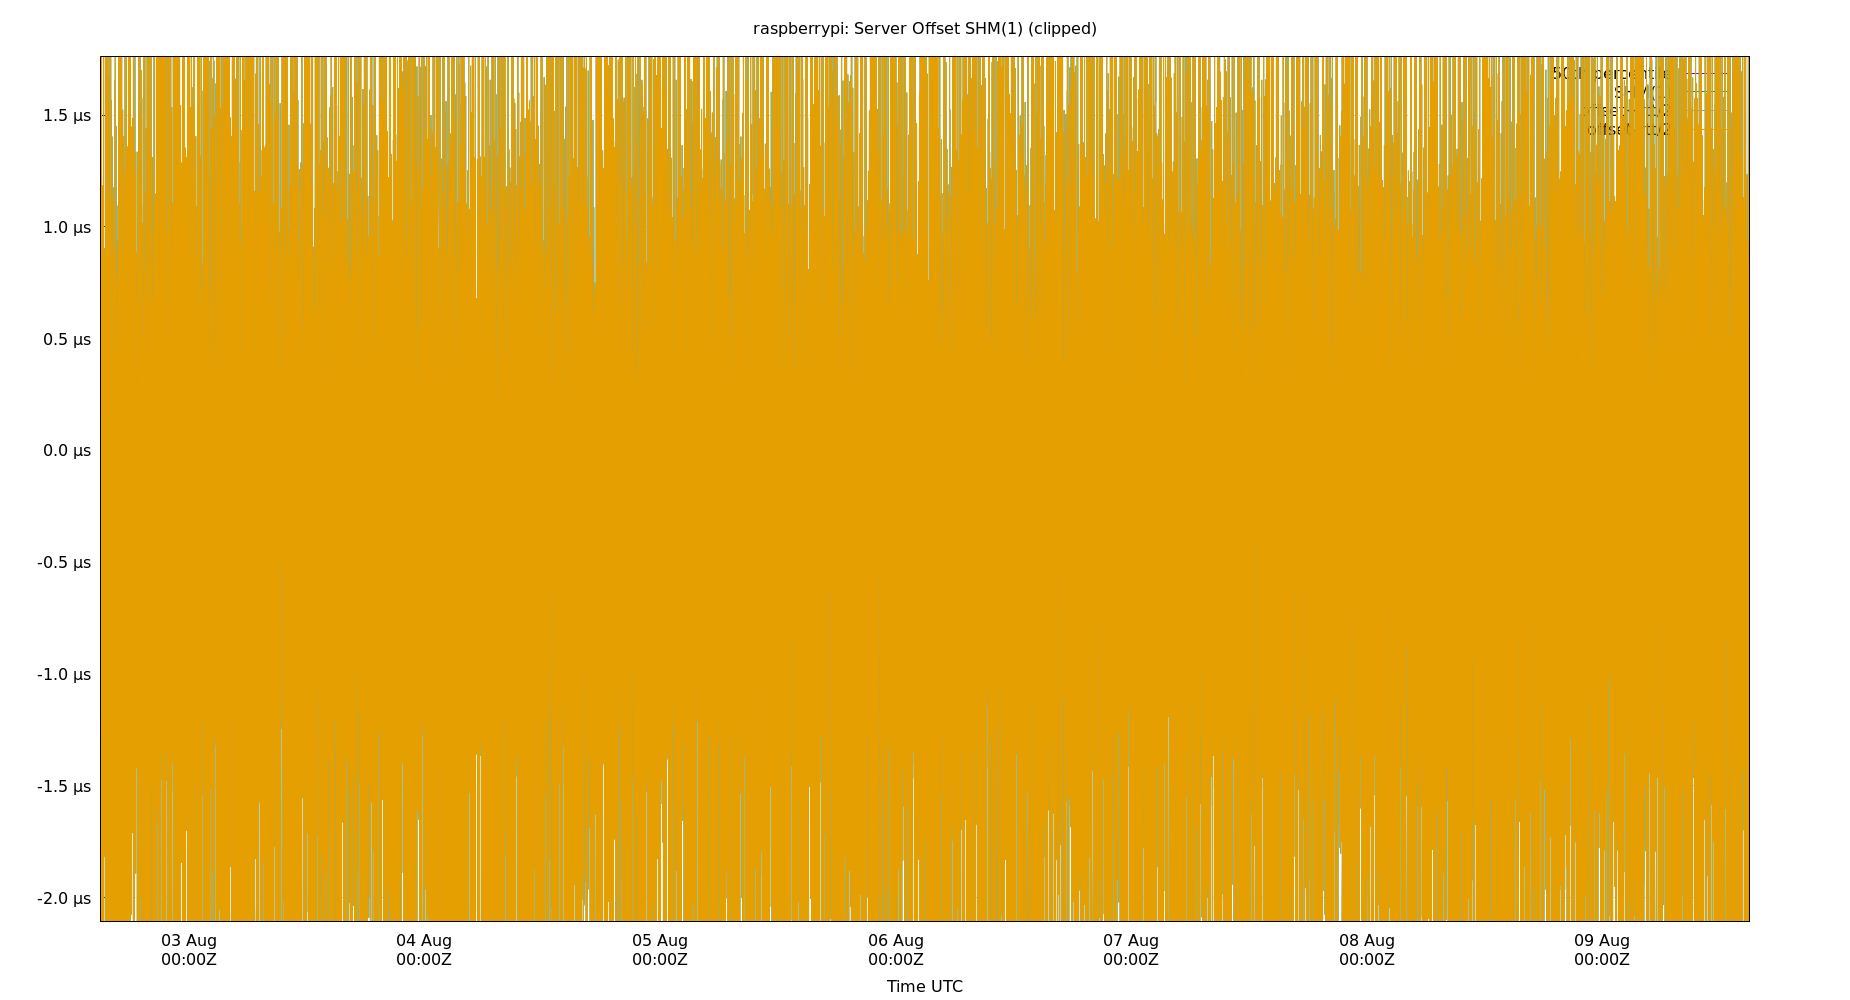 raspberrypi: Server Offset SHM(1) (clipped)
1.5 µs
1.0 µs
0.5 µs
0.0 µs
-0.5 µs
-1.0 µs
-1.5 µs
-2.0 µs
03 Aug 04 Aug 05 Aug 06 Aug 07 Aug 08 Aug 09 Aug
00:00Z 00:00Z 00:00Z 00:00Z 00:00Z 00:00Z 00:00Z
Time UTC